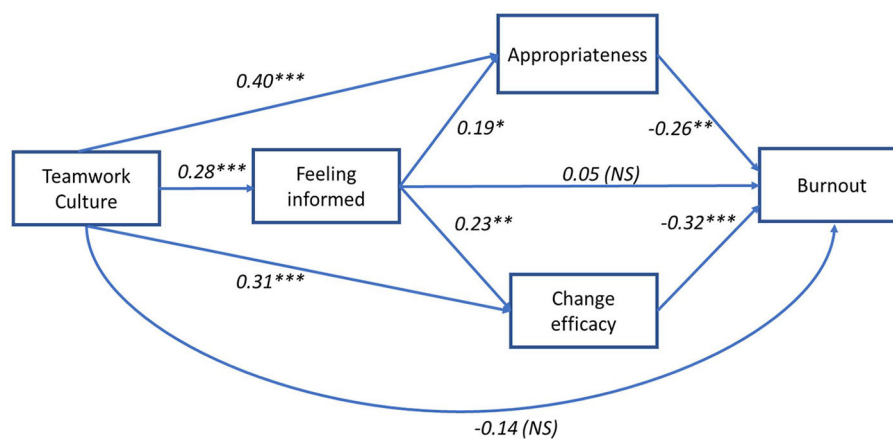 Appropriateness
0.40***
0.19*
-0.26**
Teamwork
Culture
0.28***
Feeling
informed
0.05 (NS)
Burnout
0.23**
-0.32***
0.31***
Change
efficacy
-0.14 (NS)